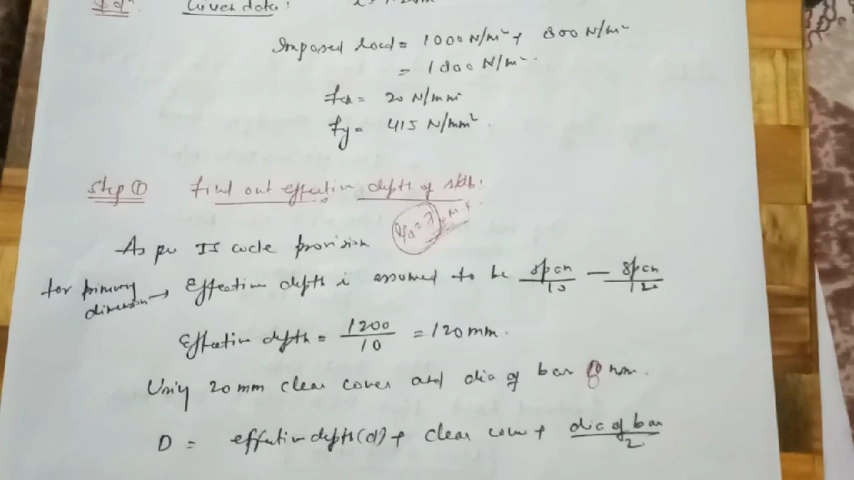 Given data:
Imposed load = 1000 N/m² + 800 N/m²
= 1800 N/m².
fck = 20 N/mm²
fy = 415 N/mm².
Step ① Find out effective depth of slab:
As per IS code provision
for primary dimension → Effective depth is assumed to be span/10 — span/12
Effective depth = 1200/10 = 120 mm.
Using 20 mm clear cover and dia of bar 8 mm.
D = effective depth(d) + clear cover + dia of bar/2